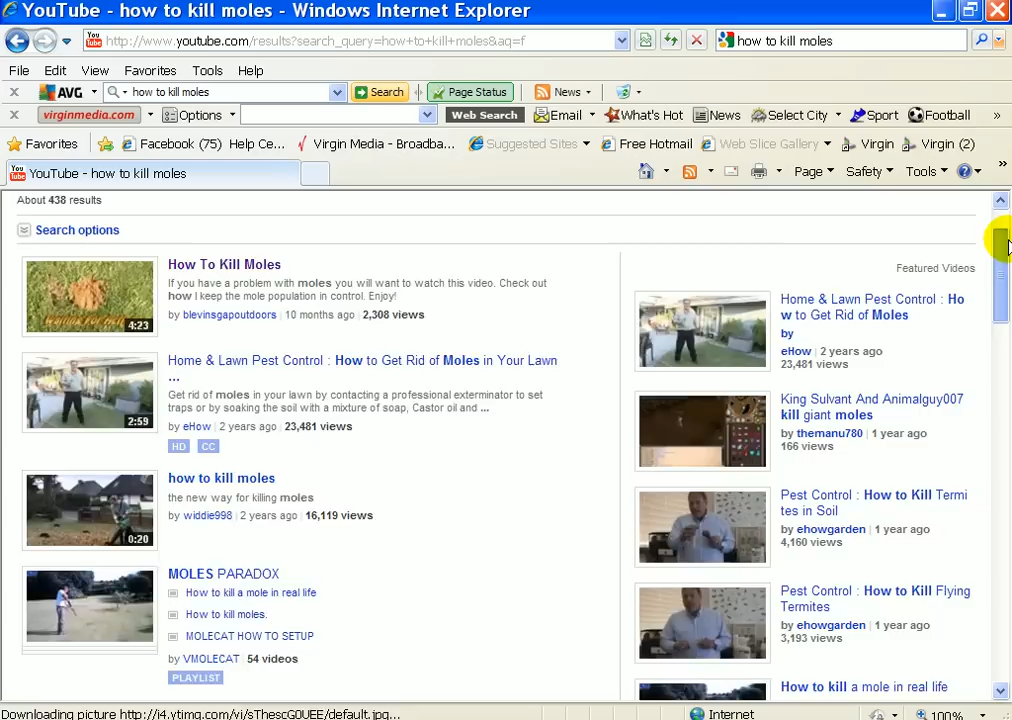 YouTube - how to kill moles - Windows Internet Explorer
http://www.youtube.com/results?search_query=how+to+kill+moles&aq=f
how to kill moles
File Edit View Favorites Tools Help
AVG how to kill moles Search Page Status News
virginmedia.com Options Web Search Email What's Hot News Select City Sport Football »
Favorites Facebook (75) Help Ce... Virgin Media - Broadba... Suggested Sites Free Hotmail Web Slice Gallery Virgin Virgin (2)
YouTube - how to kill moles
Page Safety Tools »
About 438 results
Search options
How To Kill Moles
If you have a problem with moles you will want to watch this video. Check out
how I keep the mole population in control. Enjoy!
by blevinsgapoutdoors | 10 months ago | 2,308 views
4:23
Home & Lawn Pest Control : How to Get Rid of Moles in Your Lawn
...
Get rid of moles in your lawn by contacting a professional exterminator to set
traps or by soaking the soil with a mixture of soap, Castor oil and ...
by eHow | 2 years ago | 23,481 views
HD CC
2:59
how to kill moles
the new way for killing moles
by widdie998 | 2 years ago | 16,119 views
0:20
MOLES PARADOX
How to kill a mole in real life
How to kill moles.
MOLECAT HOW TO SETUP
by VMOLECAT | 54 videos
PLAYLIST
Featured Videos
Home & Lawn Pest Control : Ho
w to Get Rid of Moles
by
eHow | 2 years ago
23,481 views
King Sulvant And Animalguy007
kill giant moles
by themanu780 | 1 year ago
166 views
Pest Control : How to Kill Termi
tes in Soil
by ehowgarden | 1 year ago
4,160 views
Pest Control : How to Kill Flying
Termites
by ehowgarden | 1 year ago
3,193 views
How to kill a mole in real life
Downloading picture http://i4.ytimg.com/vi/sThescG0UEE/default.jpg...
Internet
100%